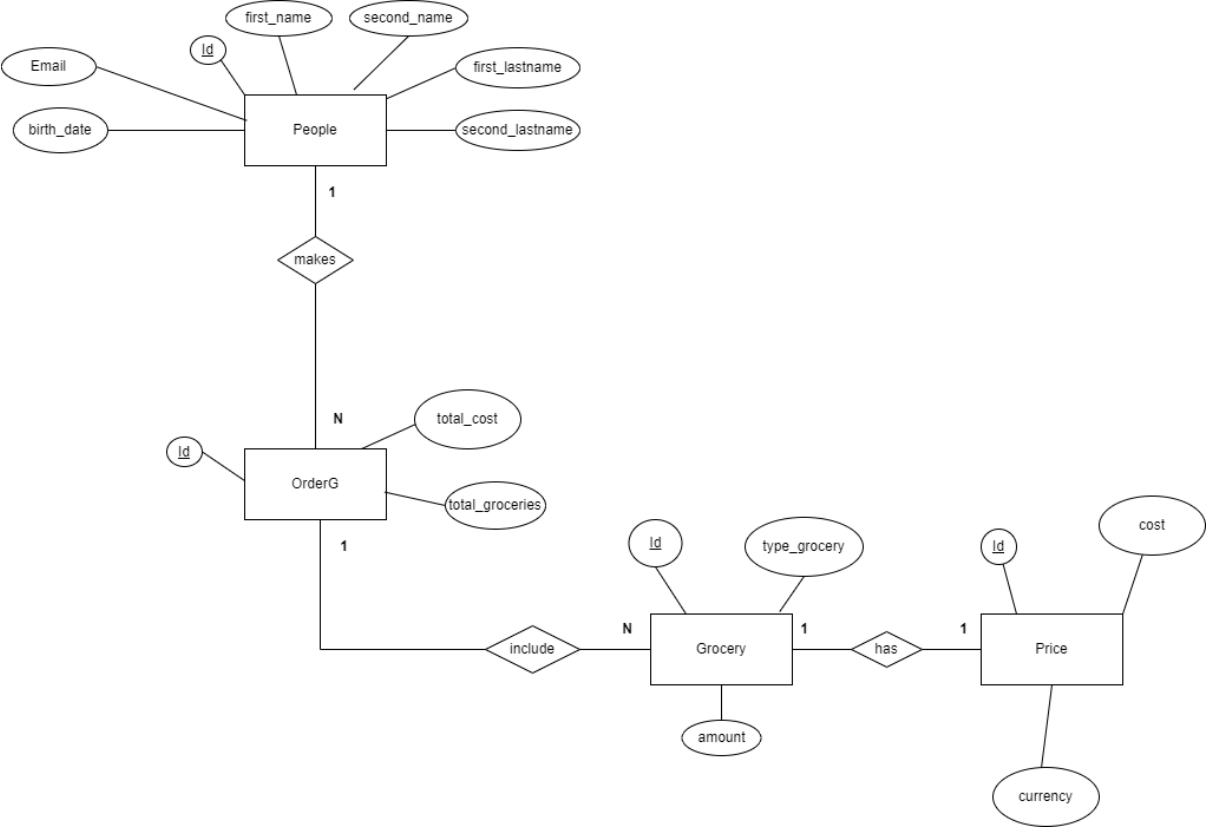 first_name
second_name
Id
Email
first_lastname
birth_date
People
second_lastname
1
makes
N
total_cost
Id
OrderG
total_groceries
1
Id
type_grocery
Id
cost
N
1
1
include
Grocery
has
Price
amount
currency